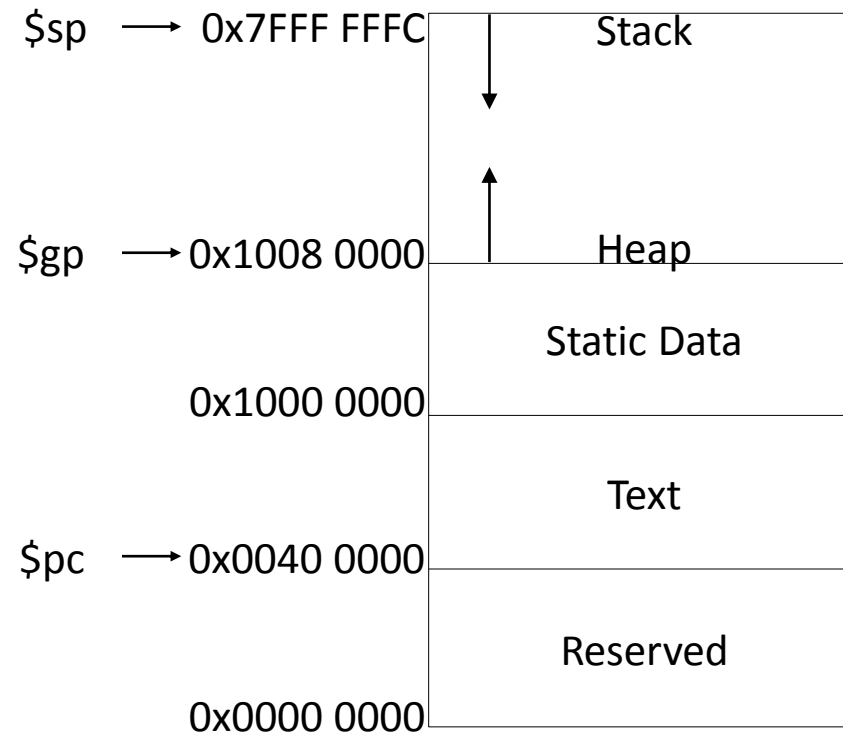 $sp 0x7FFF FFFC Stack
$gp 0x1008 0000 Heap
Static Data
0x1000 0000
Text
$pc 0x0040 0000
Reserved
0x0000 0000